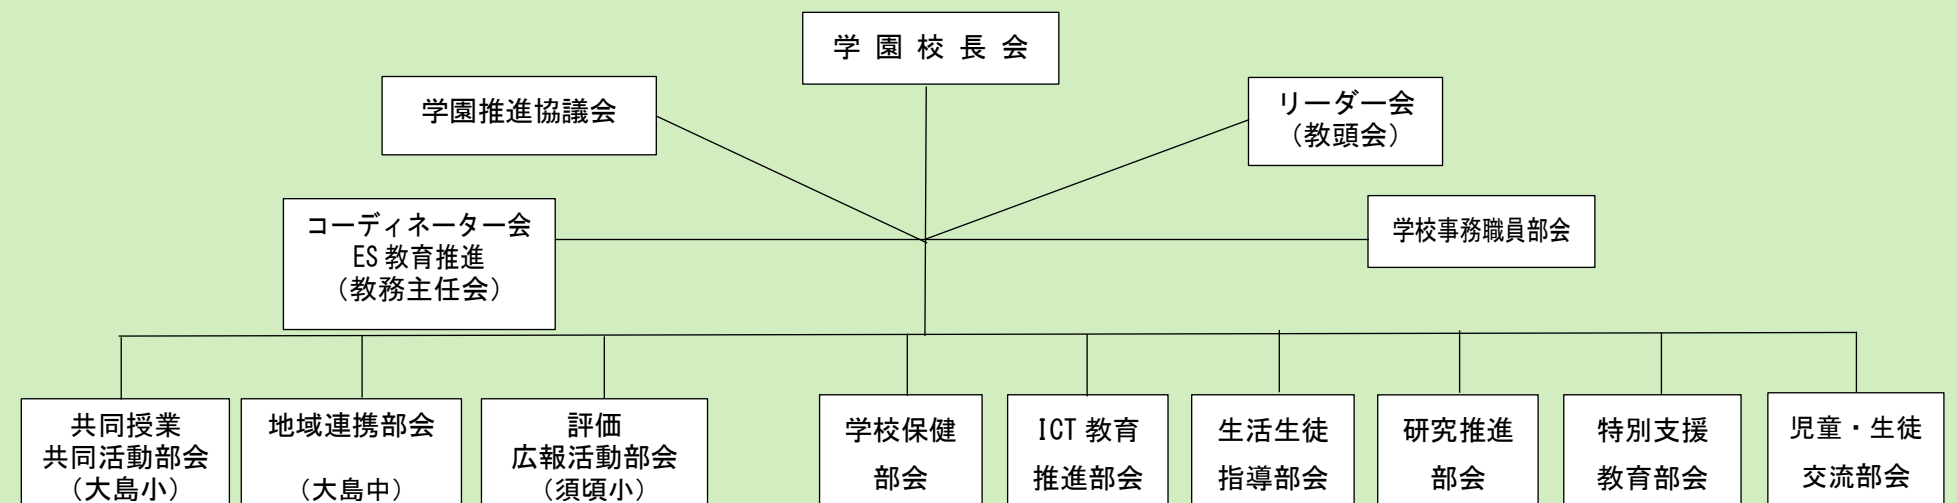 学園校長会
学園推進協議会
リーダー会
（教頭会）
コーディネーター会
ES教育推進
（教務主任会）
学校事務職員部会
共同授業
共同活動部会
（大島小）
地域連携部会
（大島中）
評価
広報活動部会
（須頃小）
学校保健
部会
ICT教育
推進部会
生活生徒
指導部会
研究推進
部会
特別支援
教育部会
児童・生徒
交流部会